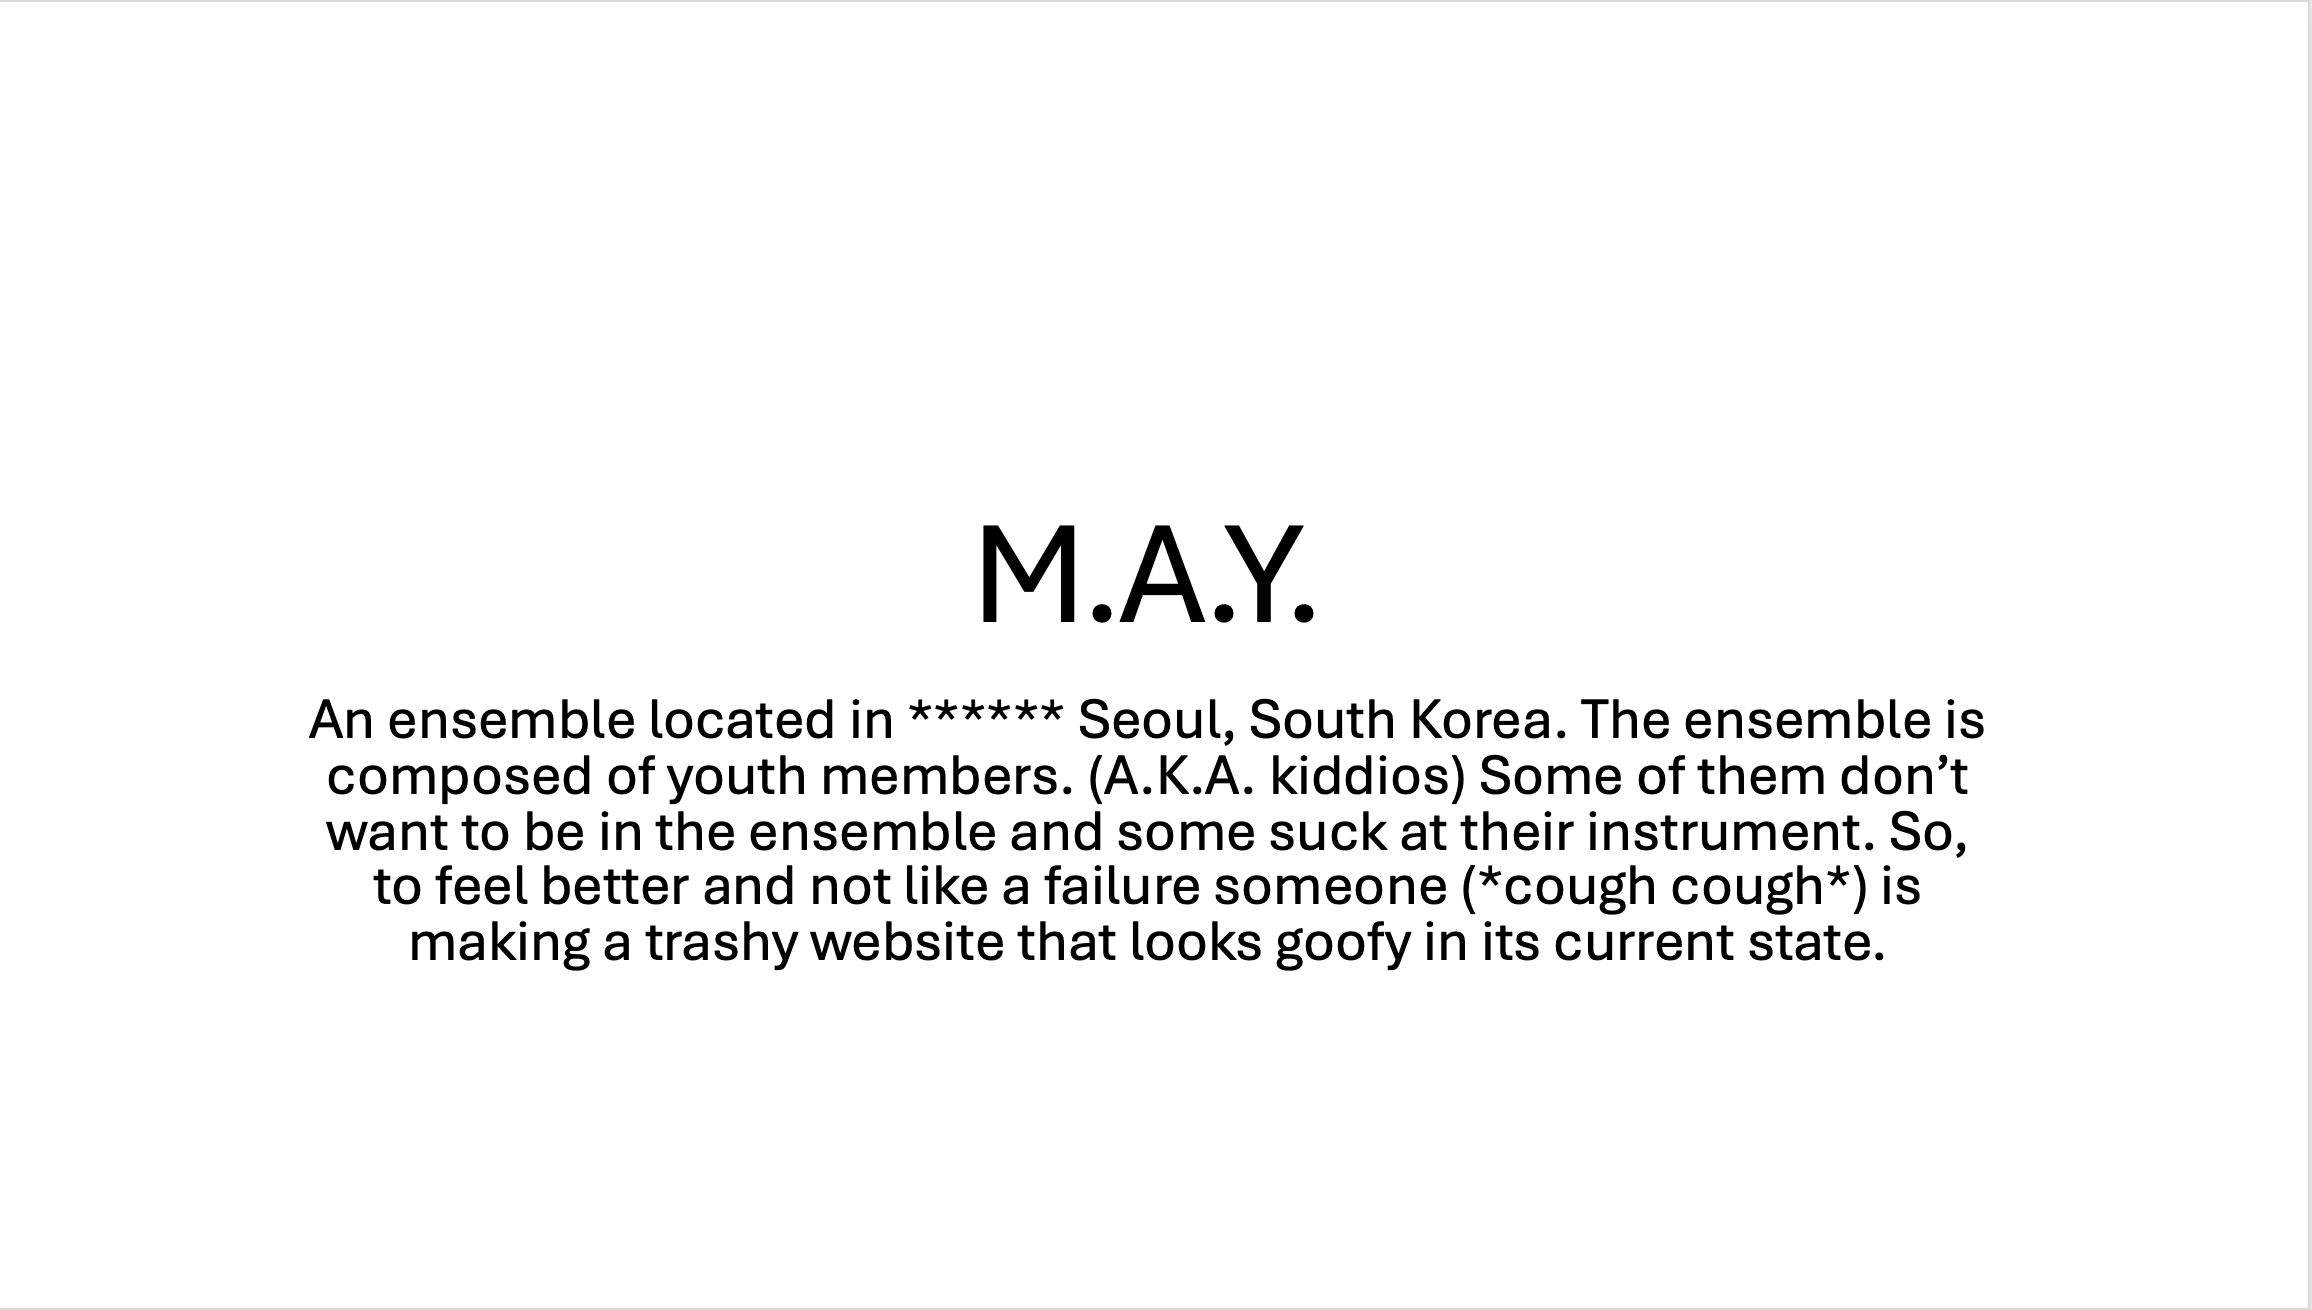 M.A.Y.
An ensemble located in ****** Seoul, South Korea. The ensemble is
composed of youth members. (A.K.A. kiddios) Some of them don’t
want to be in the ensemble and some suck at their instrument. So,
to feel better and not like a failure someone (*cough cough*) is
making a trashy website that looks goofy in its current state.